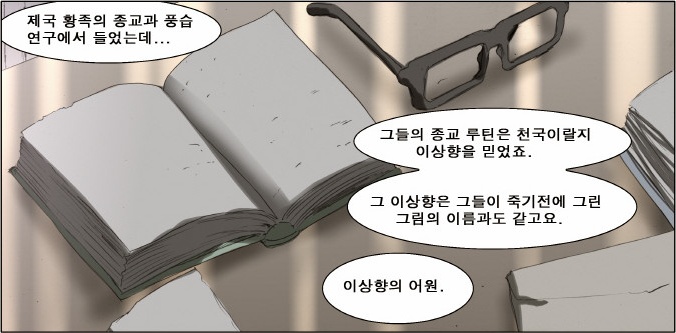 제국 황족의 종교과 풍습
연구에서 들었는데...
그들의 종교 루틴은 천국이랄지
이상향을 믿었죠.
그 이상향은 그들이 죽기전에 그린
그림의 이름과도 같고요.
이상향의 어원.